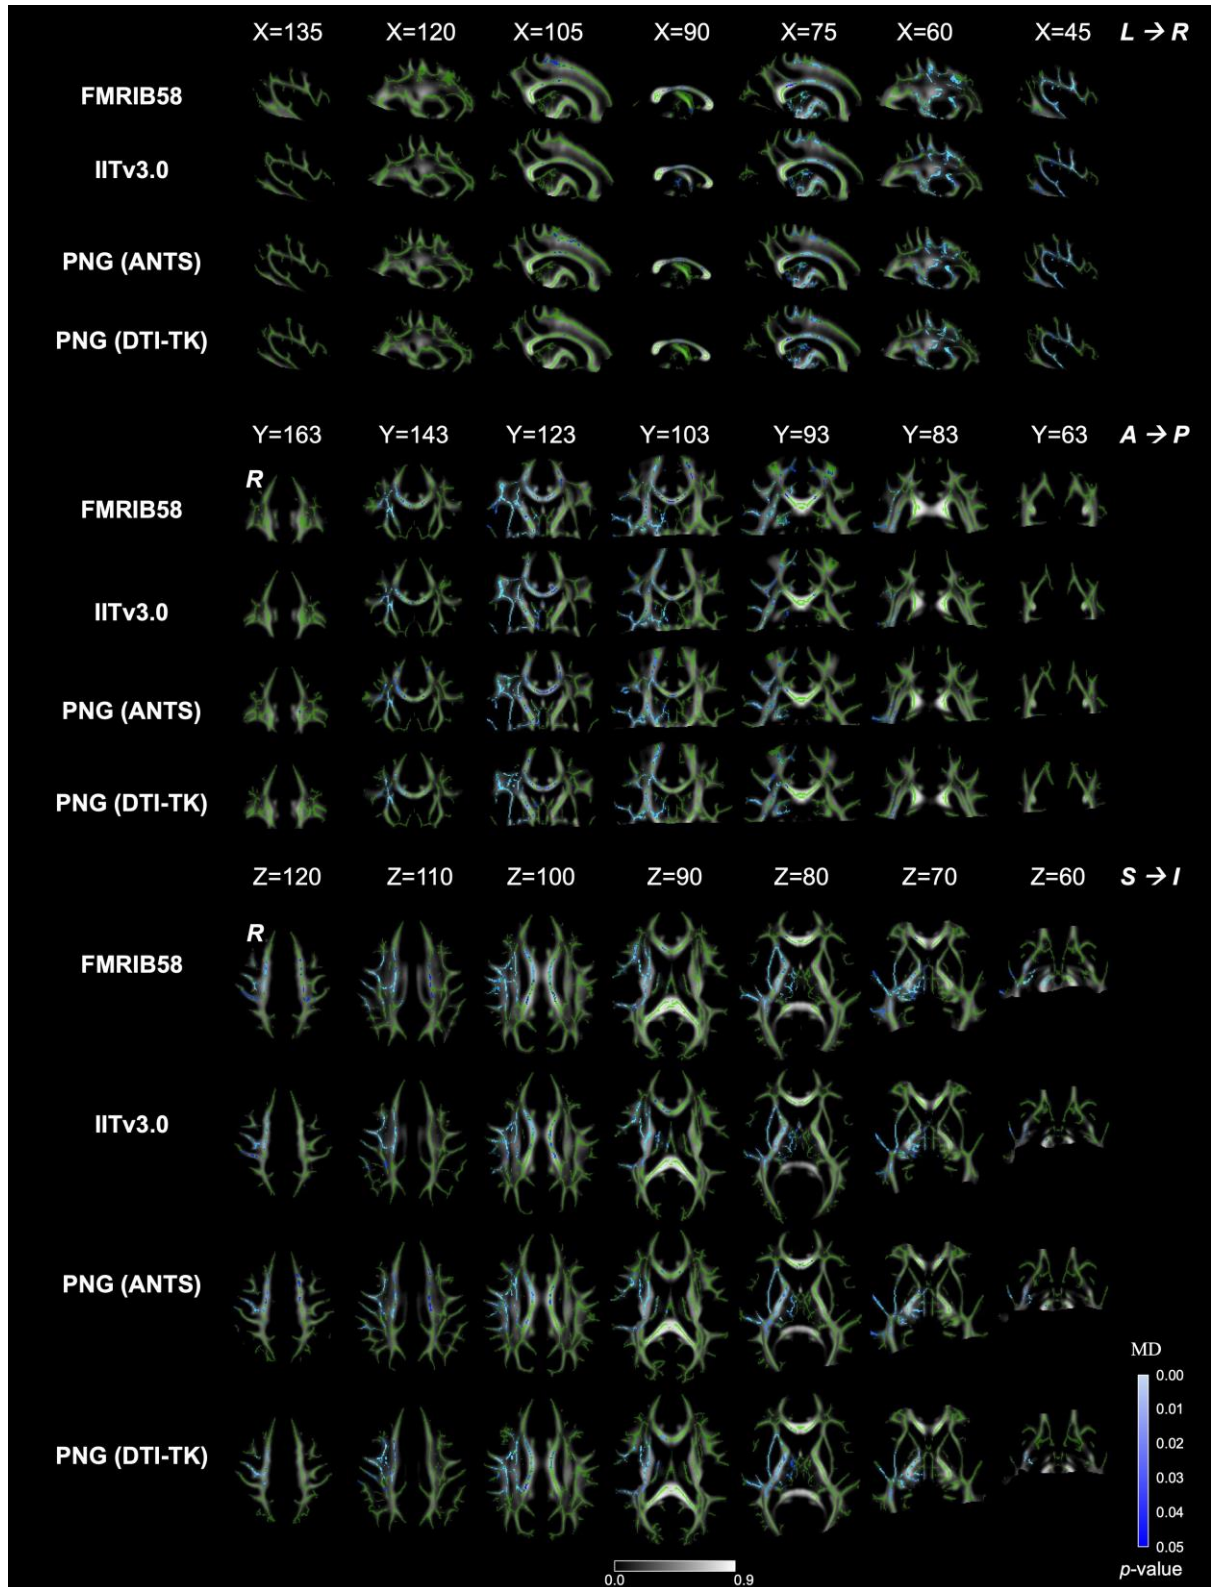 X=135 X=120 X=105 X=90 X=75 X=60 X=45 L → R
FMRIB58
IITv3.0
PNG (ANTS)
PNG (DTI-TK)
Y=163 Y=143 Y=123 Y=103 Y=93 Y=83 Y=63 A → P
R
FMRIB58
IITv3.0
PNG (ANTS)
PNG (DTI-TK)
Z=120 Z=110 Z=100 Z=90 Z=80 Z=70 Z=60 S → I
R
FMRIB58
IITv3.0
PNG (ANTS)
MD
0.00
0.01
0.02
0.03
0.04
0.05
PNG (DTI-TK)
p-value
0.0 0.9